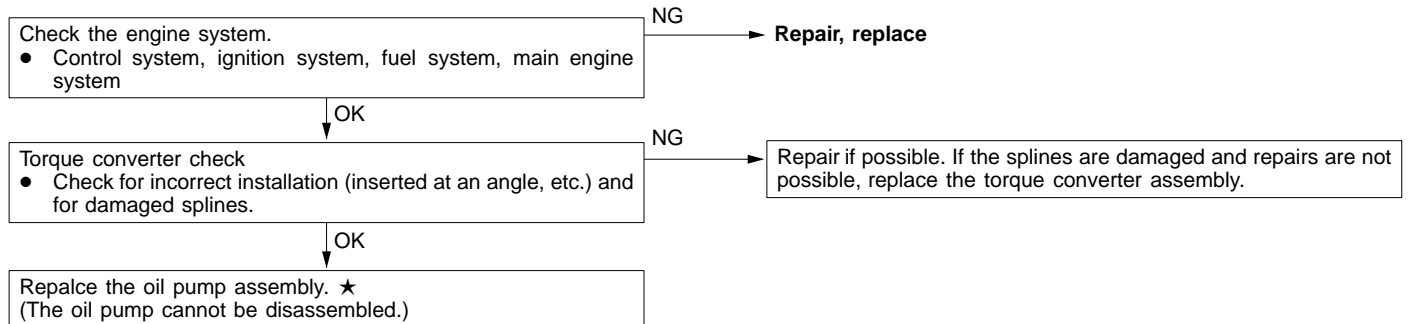 Check the engine system.
● Control system, ignition system, fuel system, main engine
system
NG
Repair, replace
OK
Torque converter check
● Check for incorrect installation (inserted at an angle, etc.) and
for damaged splines.
NG
Repair if possible. If the splines are damaged and repairs are not
possible, replace the torque converter assembly.
OK
Repalce the oil pump assembly. ★
(The oil pump cannot be disassembled.)